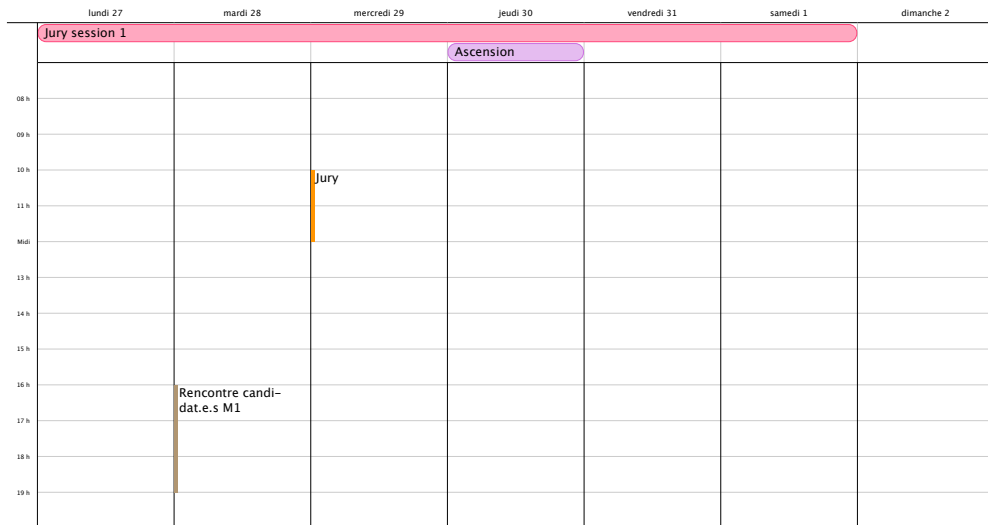 lundi 27
mardi 28
mercredi 29
jeudi 30
vendredi 31
samedi 1
dimanche 2
Jury session 1
Ascension
08 h
09 h
10 h
Jury
11 h
Midi
13 h
14 h
15 h
16 h
Rencontre candi-
dat.e.s M1
17 h
18 h
19 h